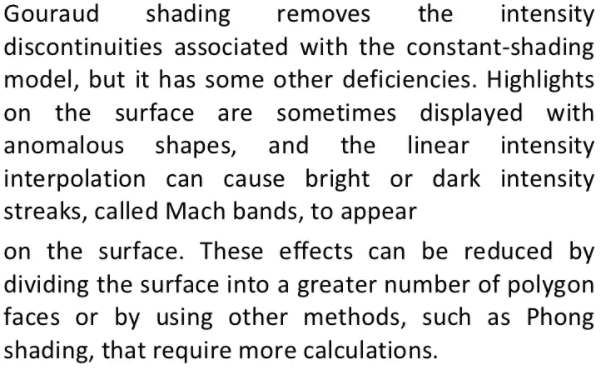 Gouraud shading removes the intensity
discontinuities associated with the constant-shading
model, but it has some other deficiencies. Highlights
on the surface are sometimes displayed with
anomalous shapes, and the linear intensity
interpolation can cause bright or dark intensity
streaks, called Mach bands, to appear
on the surface. These effects can be reduced by
dividing the surface into a greater number of polygon
faces or by using other methods, such as Phong
shading, that require more calculations.